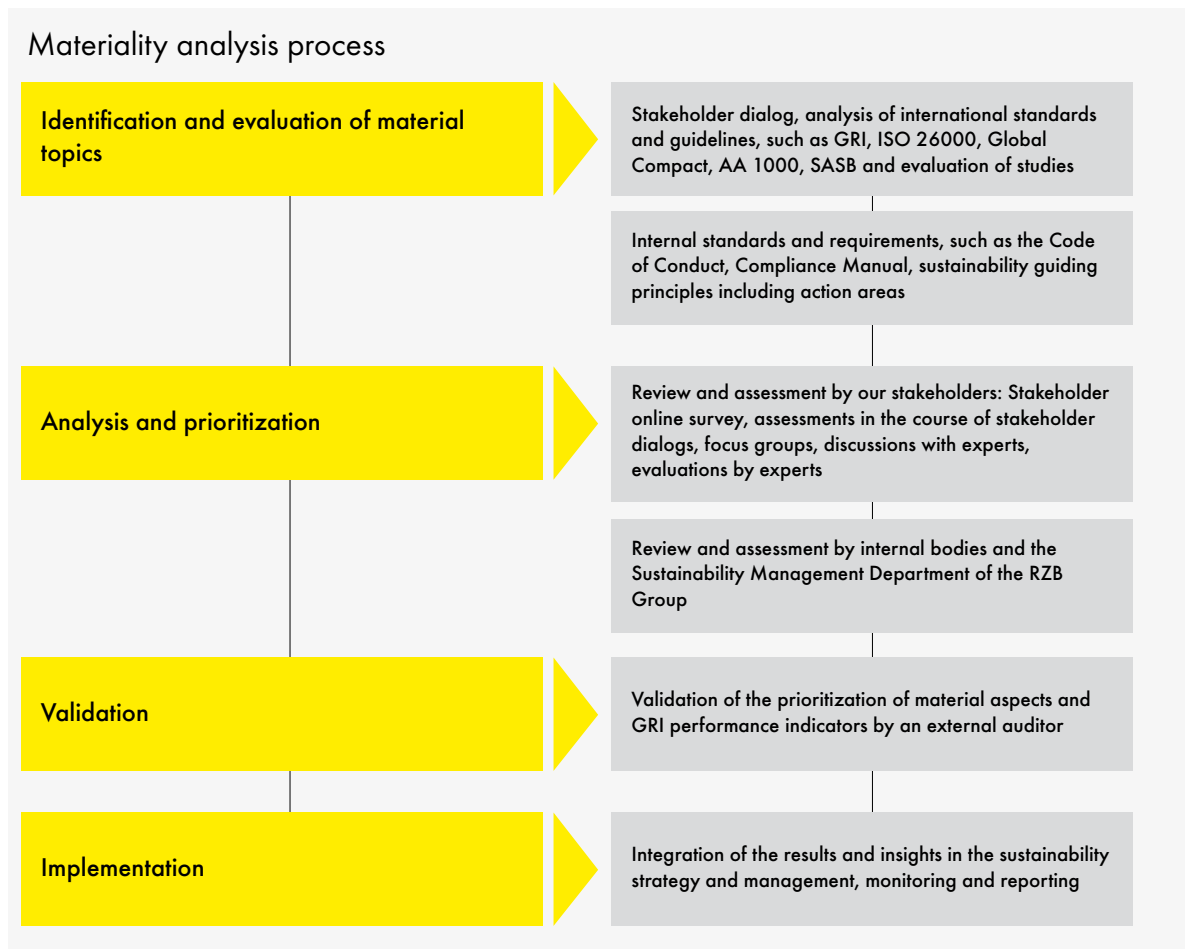 Materiality analysis process
Identification and evaluation of material
topics
Stakeholder dialog, analysis of international standards
and guidelines, such as GRI, ISO 26000, Global
Compact, AA 1000, SASB and evaluation of studies
Internal standards and requirements, such as the Code
of Conduct, Compliance Manual, sustainability guiding
principles including action areas
Analysis and prioritization
Review and assessment by our stakeholders: Stakeholder
online survey, assessments in the course of stakeholder
dialogs, focus groups, discussions with experts,
evaluations by experts
Review and assessment by internal bodies and the
Sustainability Management Department of the RZB
Group
Validation
Validation of the prioritization of material aspects and
GRI performance indicators by an external auditor
Implementation
Integration of the results and insights in the sustainability
strategy and management, monitoring and reporting